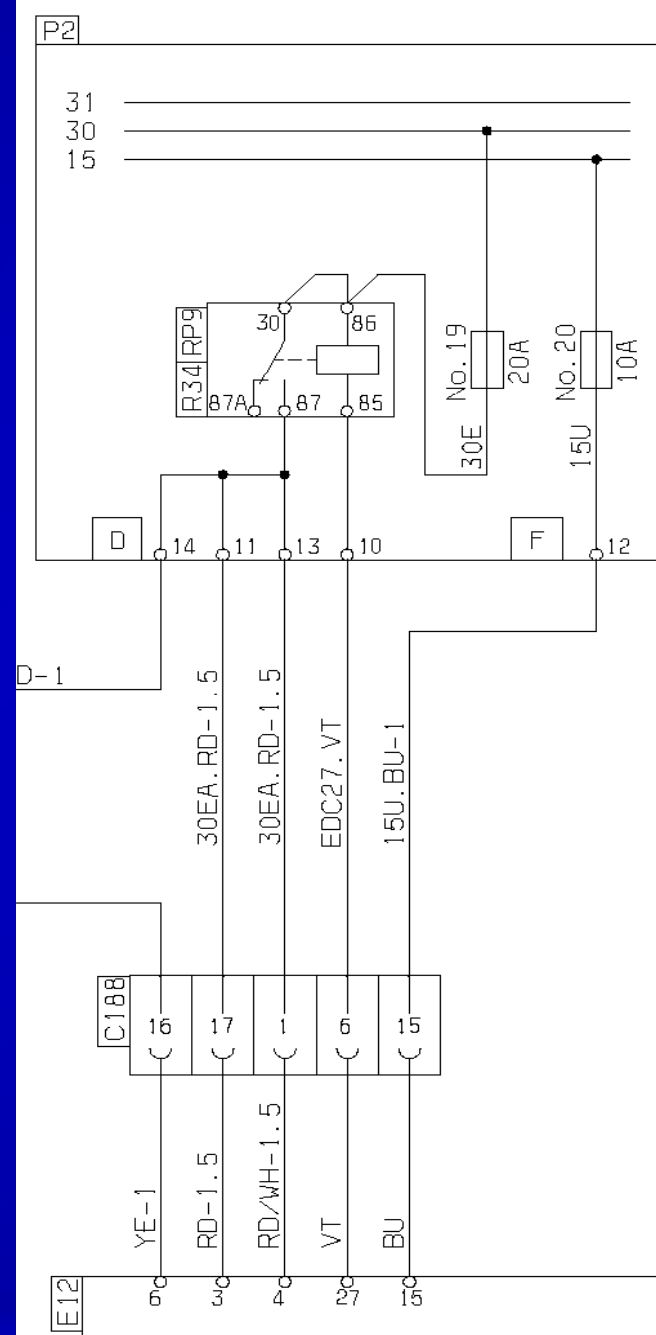 P2
31
30
15
R34 RP9
30
86
87A
87
85
No.19
20A
30E
No.20
10A
15U
D
14
11
13
10
F
12
D-1
30EA.RD-1.5
30EA.RD-1.5
EDC27.VT
15U.BU-1
C188
16
17
1
6
15
YE-1
RD-1.5
RD/WH-1.5
VT
BU
E12
6
3
4
27
15